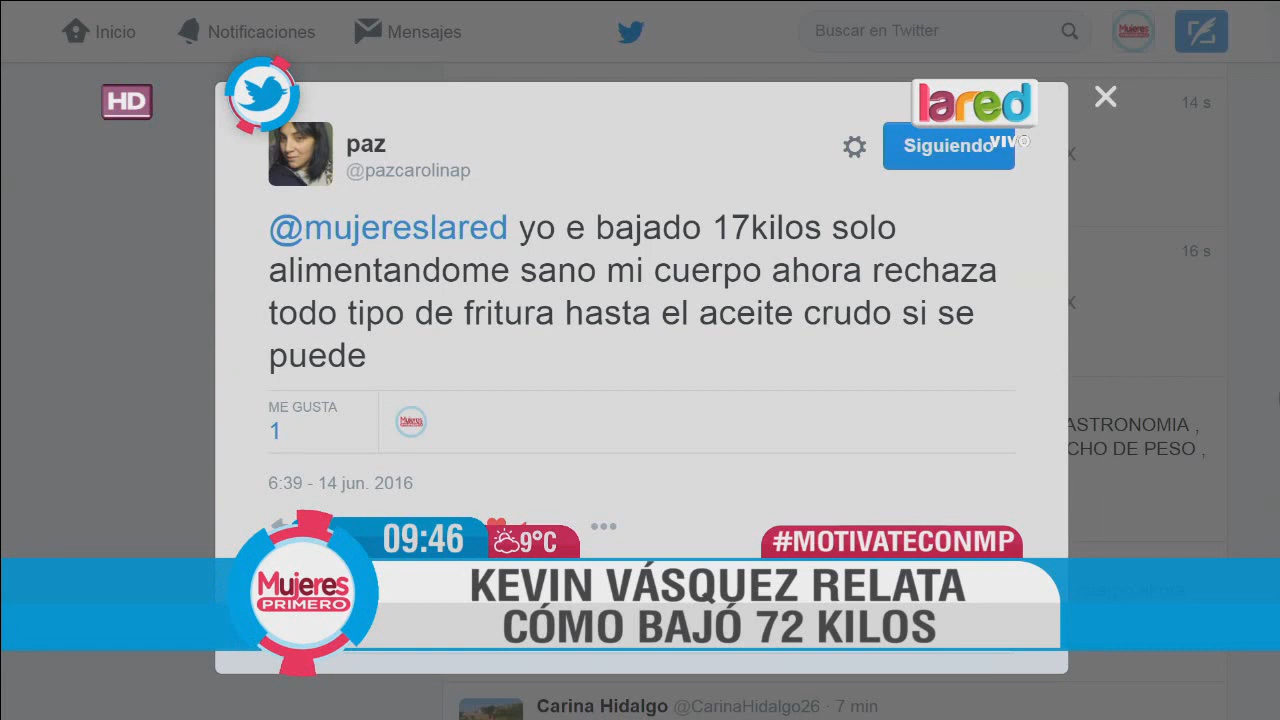 Inicio
Notificaciones
Mensajes
Buscar en Twitter
Mujeres
HD
lared
VIVO
14 s
paz
@pazcarolinap
Siguiendo
X
@mujereslared yo e bajado 17kilos solo
alimentandome sano mi cuerpo ahora rechaza
todo tipo de fritura hasta el aceite crudo si se
puede
16 s
X
ME GUSTA
1
Mujeres
ASTRONOMIA ,
CHO DE PESO ,
6:39 - 14 jun. 2016
09:46
9°C
#MOTIVATECONMP
Mujeres
PRIMERO
KEVIN VÁSQUEZ RELATA
CÓMO BAJÓ 72 KILOS
Carina Hidalgo @CarinaHidalgo26 · 7 min